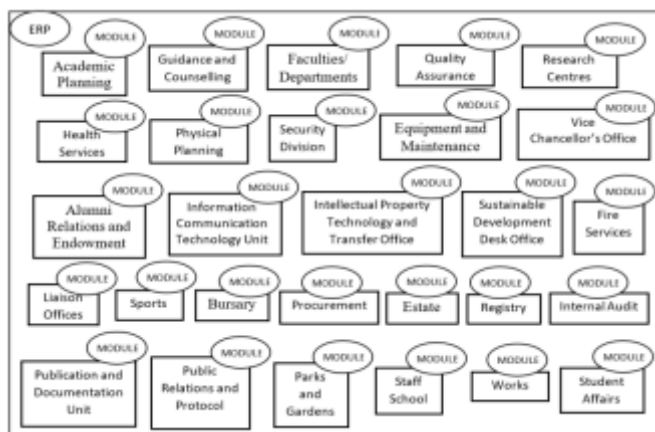 ERP
MODULE
Academic
Planning
MODULE
Guidance and
Counselling
MODULE
Faculties/
Departments
MODULE
Quality
Assurance
MODULE
Research
Centres
MODULE
Health
Services
MODULE
Physical
Planning
MODULE
Security
Division
MODULE
Equipment and
Maintenance
MODULE
Vice
Chancellor's Office
MODULE
Alumni
Relations and
Endowment
MODULE
Information
Communication
Technology Unit
MODULE
Intellectual Property
Technology and
Transfer Office
MODULE
Sustainable
Development
Desk Office
MODULE
Fire
Services
MODULE
Liaison
Offices
MODULE
Sports
MODULE
Bursary
MODULE
Procurement
MODULE
Estate
MODULE
Registry
MODULE
Internal Audit
MODULE
Publication and
Documentation
Unit
MODULE
Public
Relations and
Protocol
MODULE
Parks
and
Gardens
MODULE
Staff
School
MODULE
Works
MODULE
Student
Affairs